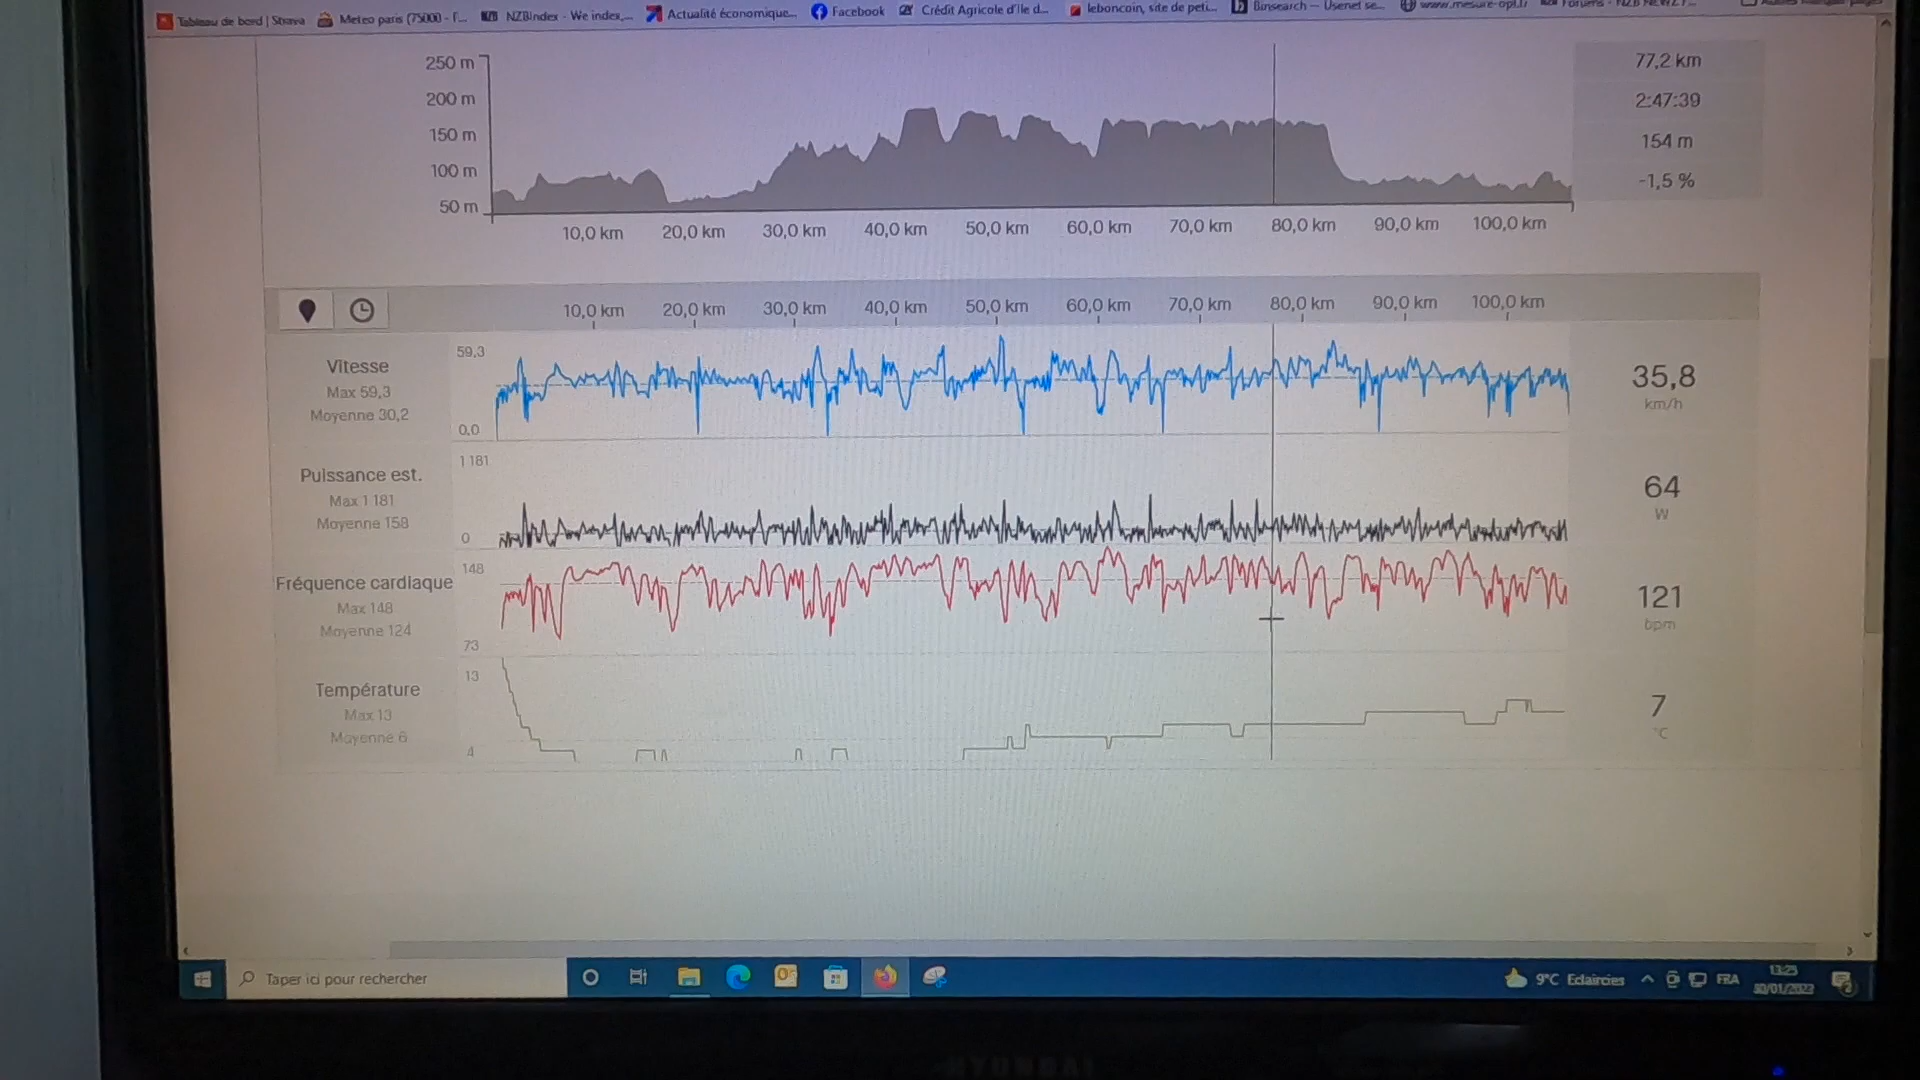 Tableau de bord | Strava Meteo paris (75000) - F... NZBIndex - We index,... Actualité économique... Facebook Crédit Agricole d'Ile d... leboncoin, site de peti... Binsearch — Usenet se...
250 m
200 m
150 m
100 m
50 m
77,2 km
2:47:39
154 m
-1,5 %
10,0 km 20,0 km 30,0 km 40,0 km 50,0 km 60,0 km 70,0 km 80,0 km 90,0 km 100,0 km
10,0 km 20,0 km 30,0 km 40,0 km 50,0 km 60,0 km 70,0 km 80,0 km 90,0 km 100,0 km
Vitesse
Max 59,3
Moyenne 30,2
59,3
0,0
35,8
km/h
Puissance est.
Max 1 181
Moyenne 158
1 181
0
64
W
Fréquence cardiaque
Max 148
Moyenne 124
148
73
121
bpm
Température
Max 13
Moyenne 6
13
4
7
°C
Taper ici pour rechercher
9°C Eclaircies FRA
13:25
30/01/2022
HYUNDAI